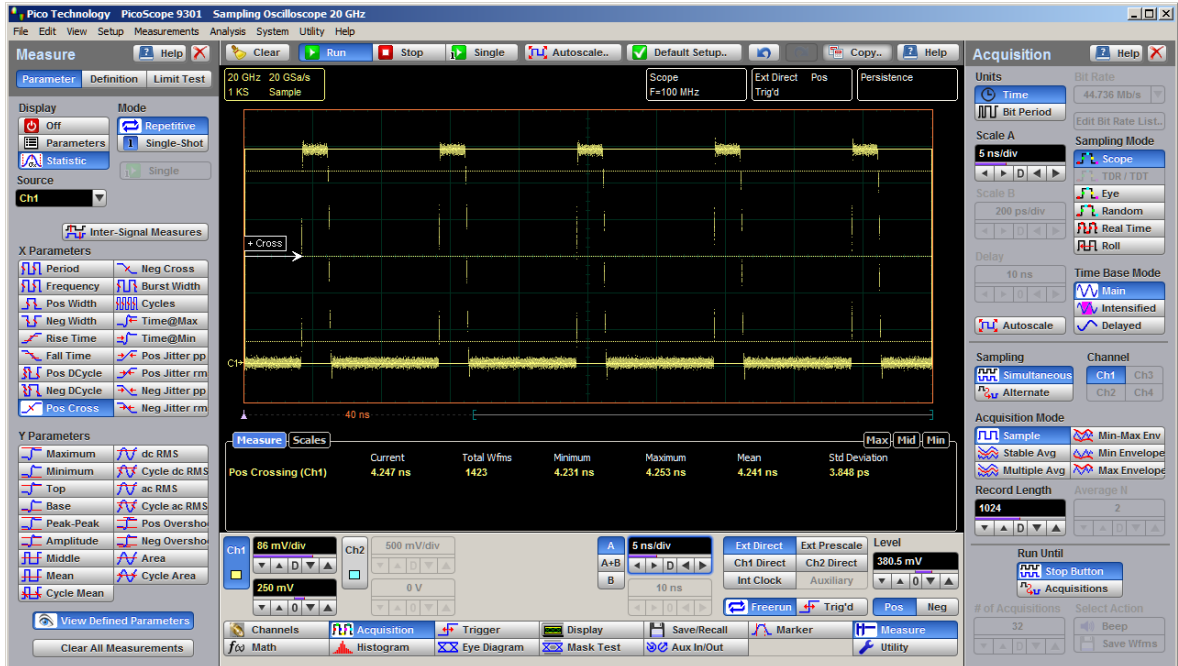 Pico Technology PicoScope 9301 Sampling Oscilloscope 20 GHz
File Edit View Setup Measurements Analysis System Utility Help
Measure
Help
Parameter Definition Limit Test
Display Mode
Off Repetitive
Parameters Single-Shot
Statistic Single
Source
Ch1
Inter-Signal Measures
X Parameters
Period Neg Cross
Frequency Burst Width
Pos Width Cycles
Neg Width Time@Max
Rise Time Time@Min
Fall Time Pos Jitter pp
Pos DCycle Pos Jitter rm
Neg DCycle Neg Jitter pp
Pos Cross Neg Jitter rm
Y Parameters
Maximum dc RMS
Minimum Cycle dc RMS
Top ac RMS
Base Cycle ac RMS
Peak-Peak Pos Oversho
Amplitude Neg Oversho
Middle Area
Mean Cycle Area
Cycle Mean
View Defined Parameters
Clear All Measurements
Clear Run Stop Single Autoscale.. Default Setup.. Copy.. Help
20 GHz 20 GSa/s
1 KS Sample
Scope
F=100 MHz
Ext Direct Pos
Trig'd
Persistence
+ Cross
C1
40 ns
Measure Scales Max Mid Min
Current Total Wfms Minimum Maximum Mean Std Deviation
Pos Crossing (Ch1) 4.247 ns 1423 4.231 ns 4.253 ns 4.241 ns 3.848 ps
Ch1 86 mV/div Ch2 500 mV/div A 5 ns/div Ext Direct Ext Prescale Level
D D A+B D Ch1 Direct Ch2 Direct 380.5 mV
250 mV 0 V B 10 ns Int Clock Auxiliary 0
0 0 0 Freerun Trig'd Pos Neg
Channels Acquisition Trigger Display Save/Recall Marker Measure
f(x) Math Histogram Eye Diagram Mask Test Aux In/Out Utility
Acquisition
Help
Units Bit Rate
Time 44.736 Mb/s
Bit Period Edit Bit Rate List..
Scale A Sampling Mode
5 ns/div Scope
D TDR / TDT
Scale B Eye
200 ps/div Random
D Real Time
Roll
Delay
10 ns Time Base Mode
0 Main
Intensified
Autoscale Delayed
Sampling Channel
Simultaneous Ch1 Ch3
Alternate Ch2 Ch4
Acquisition Mode
Sample Min-Max Env
Stable Avg Min Envelope
Multiple Avg Max Envelope
Record Length Average N
1024 2
D D
Run Until
Stop Button
Acquisitions
# of Acquisitions Select Action
32 Beep
D Save Wfms